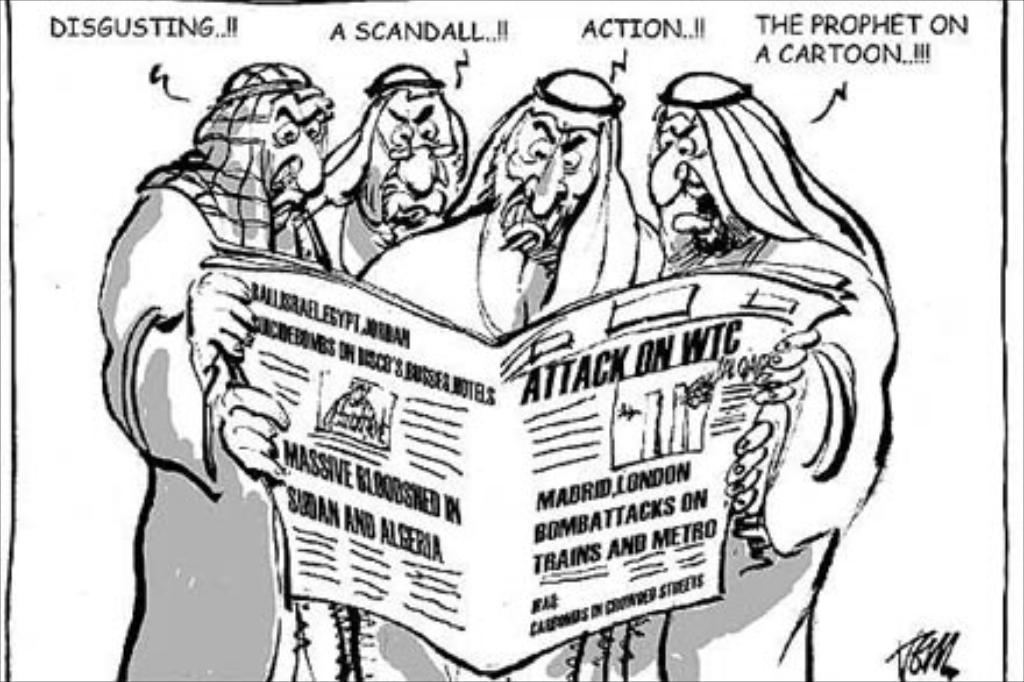 DISGUSTING..!!
A SCANDALL..!!
ACTION..!!
THE PROPHET ON
A CARTOON..!!!
BALI,ISRAEL,EGYPT,JORDAN
SUICIDEBOMBS ON DISCO'S,BUSSES,HOTELS
MASSIVE BLOODSHED IN
SUDAN AND ALGERIA
ATTACK ON WTC
MADRID,LONDON
BOMBATTACKS ON
TRAINS AND METRO
IRAQ
CARBOMBS IN CROWDED STREETS